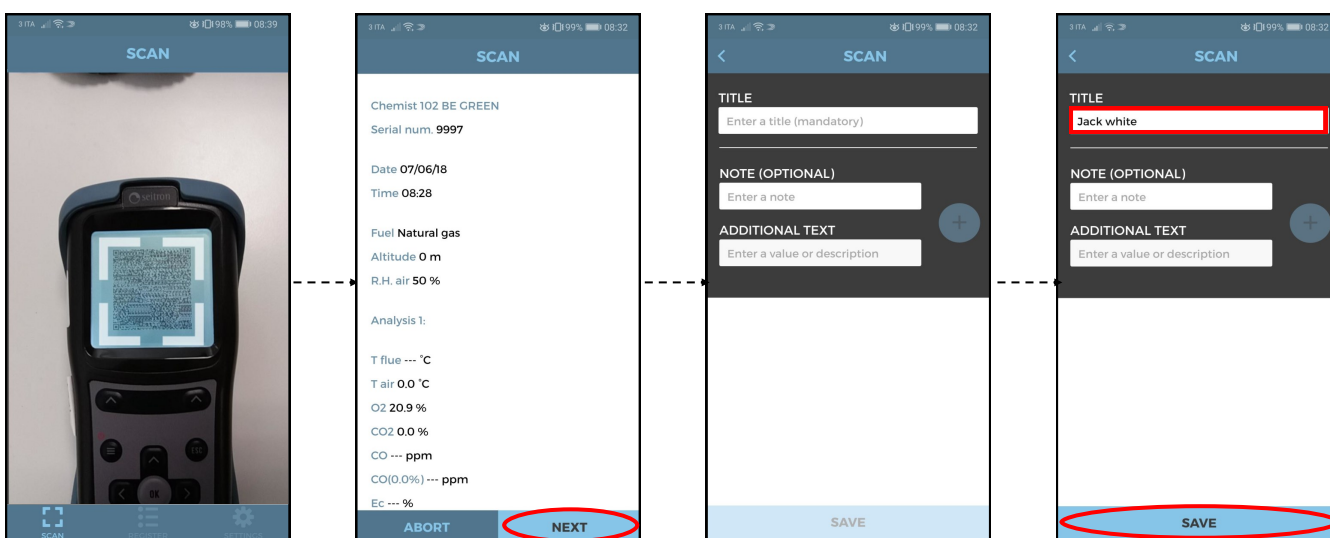 3 ITA 98% 08:39
SCAN
seitron
ESC
OK
SCAN
REGISTER
SETTINGS
3 ITA 99% 08:32
SCAN
Chemist 102 BE GREEN
Serial num. 9997
Date 07/06/18
Time 08:28
Fuel Natural gas
Altitude 0 m
R.H. air 50 %
Analysis 1:
T flue --- °C
T air 0.0 °C
O2 20.9 %
CO2 0.0 %
CO --- ppm
CO(0.0%) --- ppm
Ec --- %
ABORT NEXT
3 ITA 99% 08:32
SCAN
TITLE
Enter a title (mandatory)
NOTE (OPTIONAL)
Enter a note
ADDITIONAL TEXT
Enter a value or description
SAVE
3 ITA 99% 08:32
SCAN
TITLE
Jack white
NOTE (OPTIONAL)
Enter a note
ADDITIONAL TEXT
Enter a value or description
SAVE